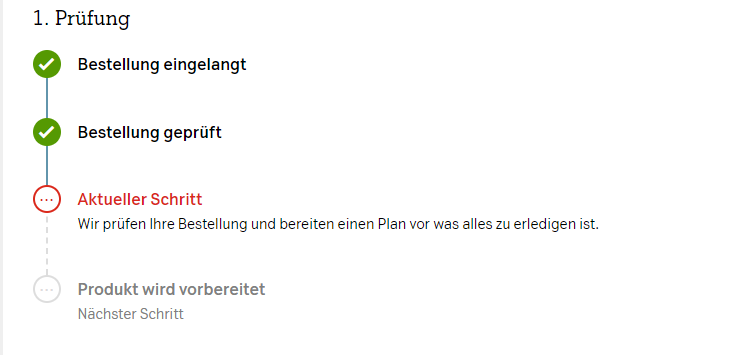 1. Prüfung
Bestellung eingelangt
Bestellung geprüft
Aktueller Schritt
Wir prüfen Ihre Bestellung und bereiten einen Plan vor was alles zu erledigen ist.
Produkt wird vorbereitet
Nächster Schritt